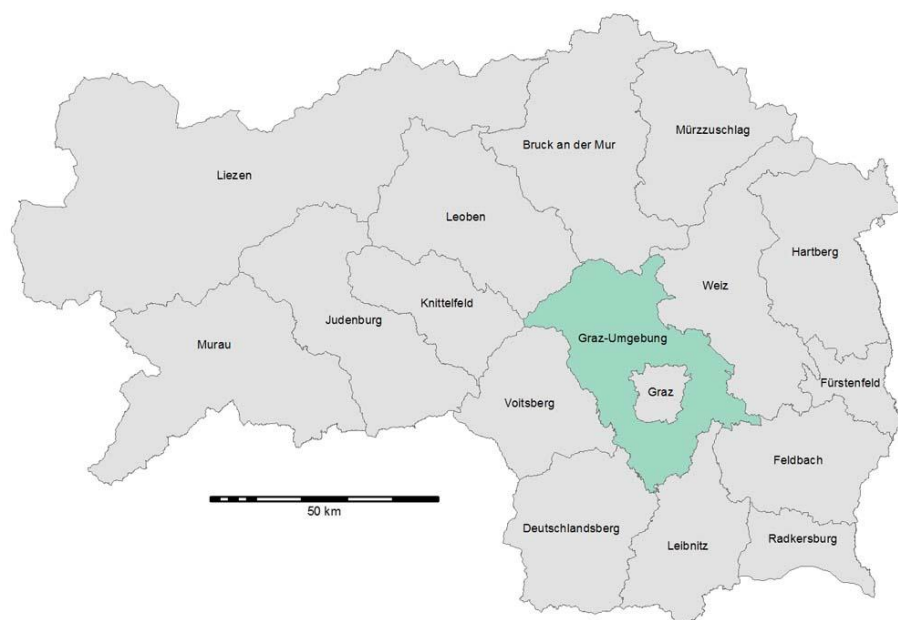 Mürzzuschlag
Bruck an der Mur
Liezen
Leoben
Hartberg
Weiz
Knittelfeld
Judenburg
Graz-Umgebung
Murau
Fürstenfeld
Graz
Voitsberg
Feldbach
50 km
Deutschlandsberg
Radkersburg
Leibnitz